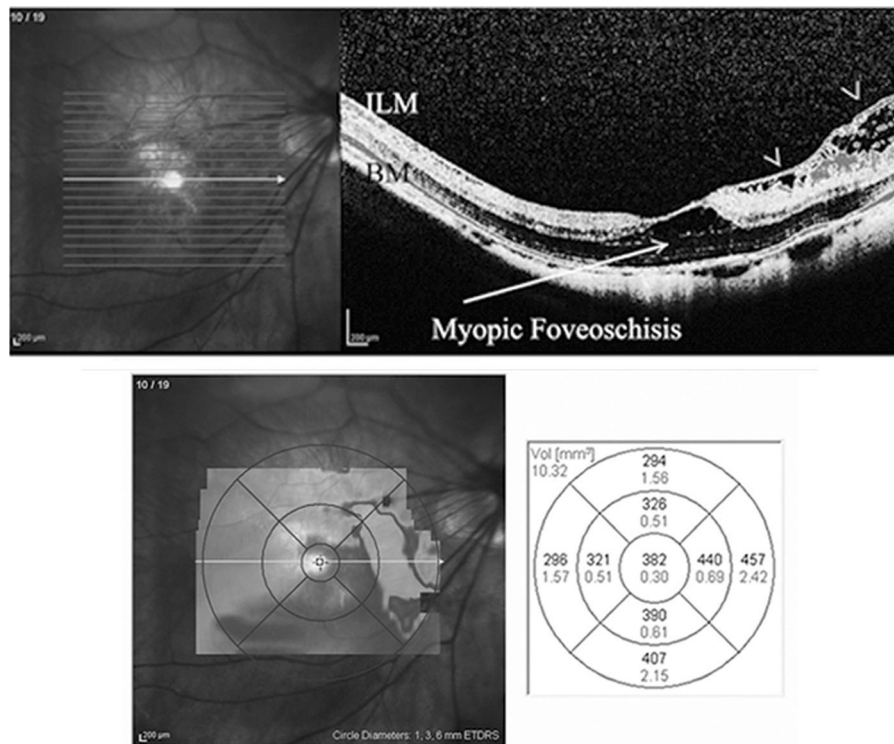 10 / 19
ILM
BM
Myopic Foveoschisis
200 µm
200 µm
10 / 19
200 µm
Circle Diameters: 1, 3, 6 mm ETDRS
Vol [mm³]
10.32
294
1.56
326
0.51
296 321 382 440 457
1.57 0.51 0.30 0.69 2.42
390
0.61
407
2.15